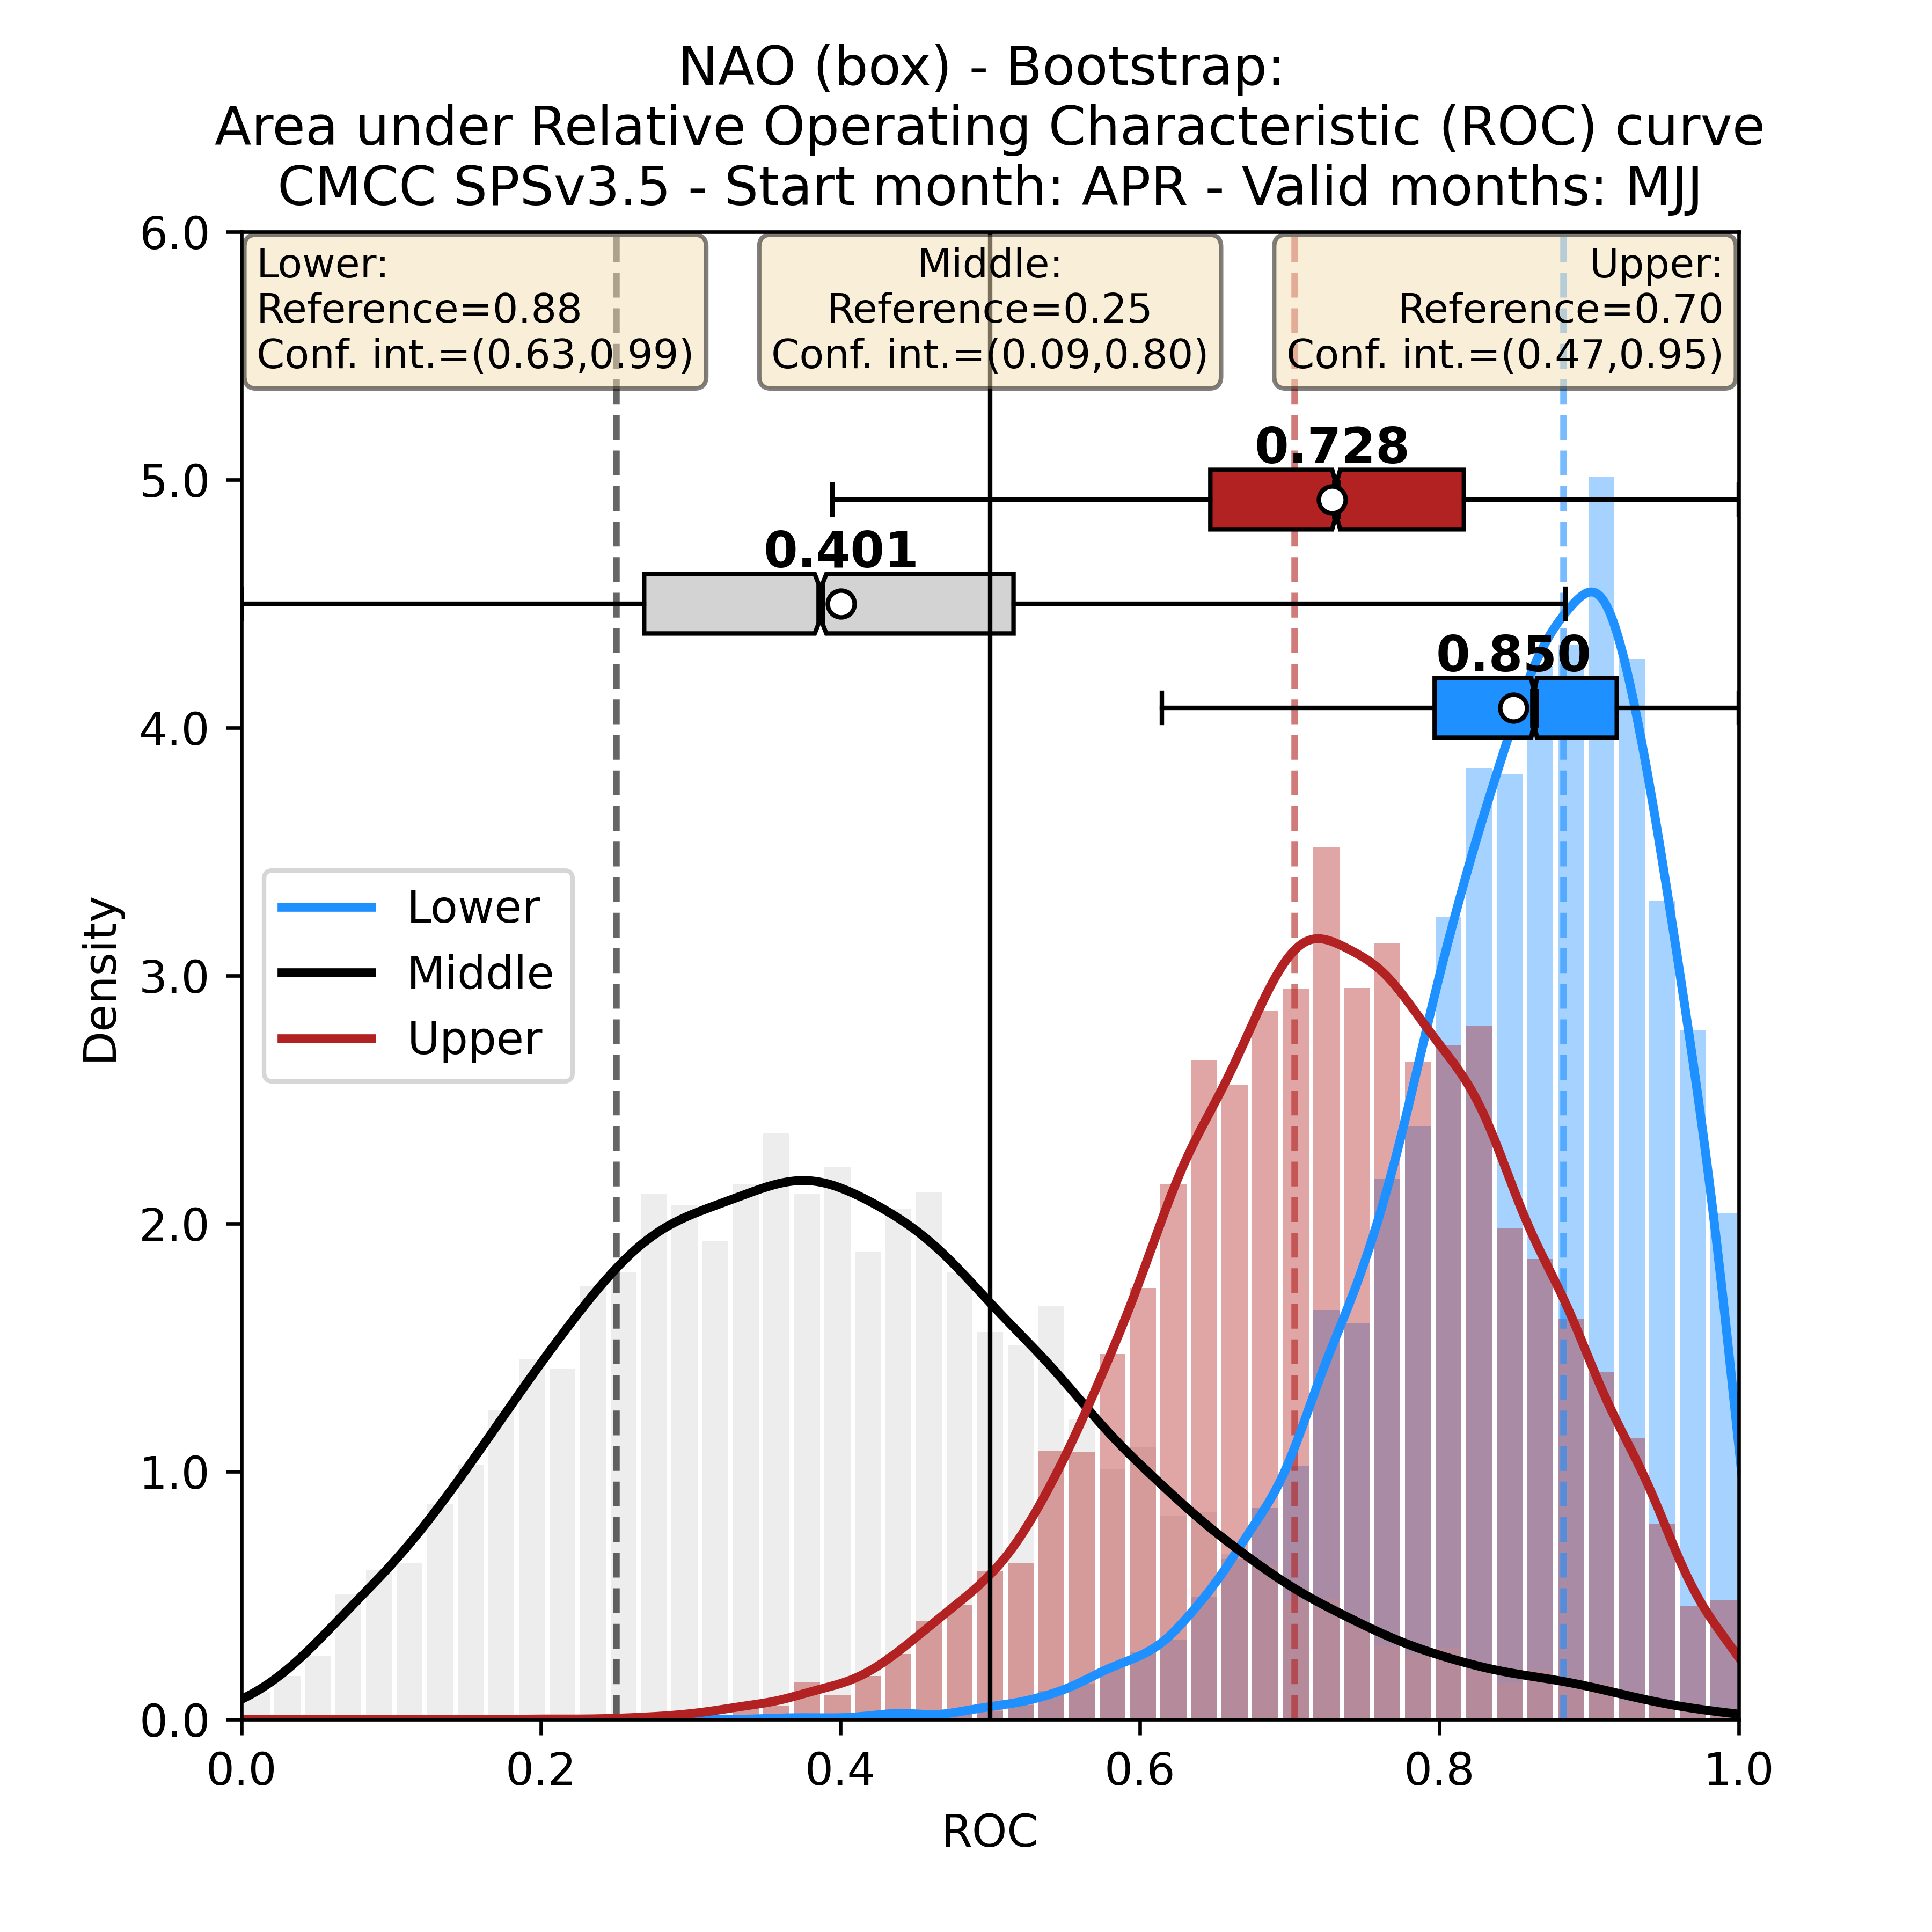 NAO (box) - Bootstrap:
Area under Relative Operating Characteristic (ROC) curve
CMCC SPSv3.5 - Start month: APR - Valid months: MJJ
Lower:
Reference=0.88
Conf. int.=(0.63,0.99)
Middle:
Reference=0.25
Conf. int.=(0.09,0.80)
Upper:
Reference=0.70
Conf. int.=(0.47,0.95)
0.728
0.401
0.850
Lower
Middle
Upper
Density
6.0
5.0
4.0
3.0
2.0
1.0
0.0
0.0 0.2 0.4 0.6 0.8 1.0
ROC